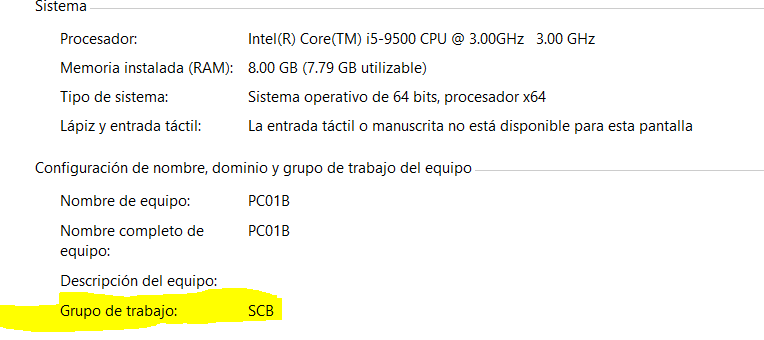 Sistema
Procesador: Intel(R) Core(TM) i5-9500 CPU @ 3.00GHz 3.00 GHz
Memoria instalada (RAM): 8.00 GB (7.79 GB utilizable)
Tipo de sistema: Sistema operativo de 64 bits, procesador x64
Lápiz y entrada táctil: La entrada táctil o manuscrita no está disponible para esta pantalla
Configuración de nombre, dominio y grupo de trabajo del equipo
Nombre de equipo: PC01B
Nombre completo de PC01B
equipo:
Descripción del equipo:
Grupo de trabajo: SCB